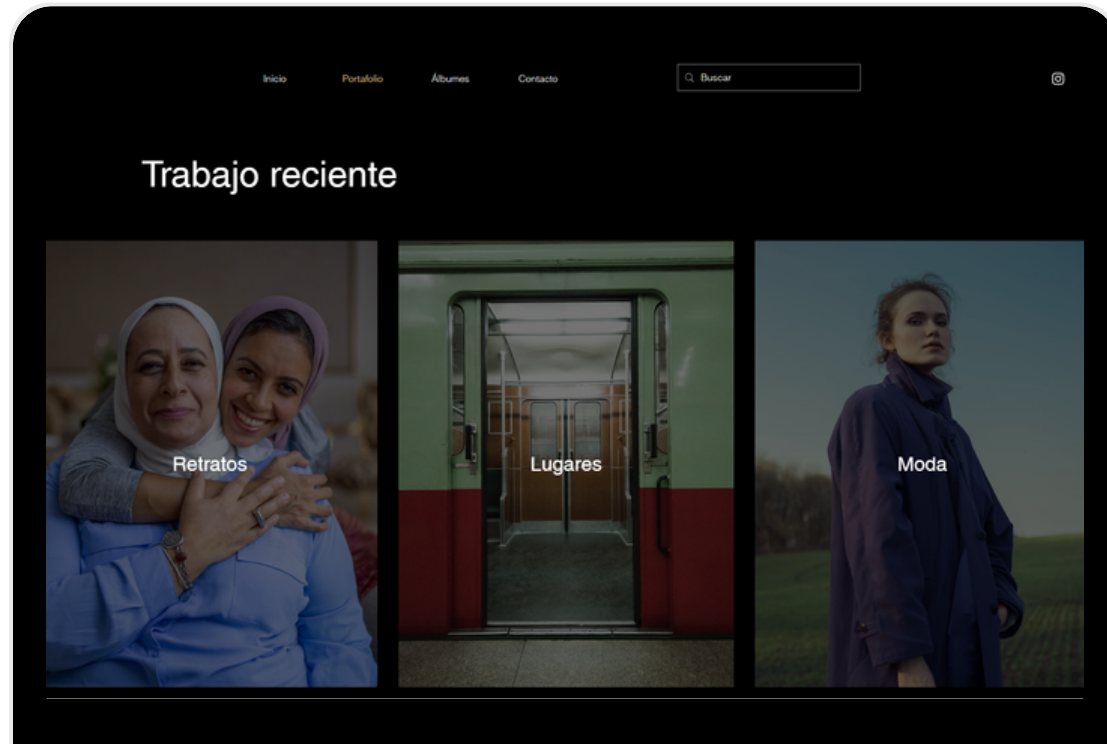 Inicio Portafolio Álbumes Contacto Buscar
Trabajo reciente
Retratos Lugares Moda